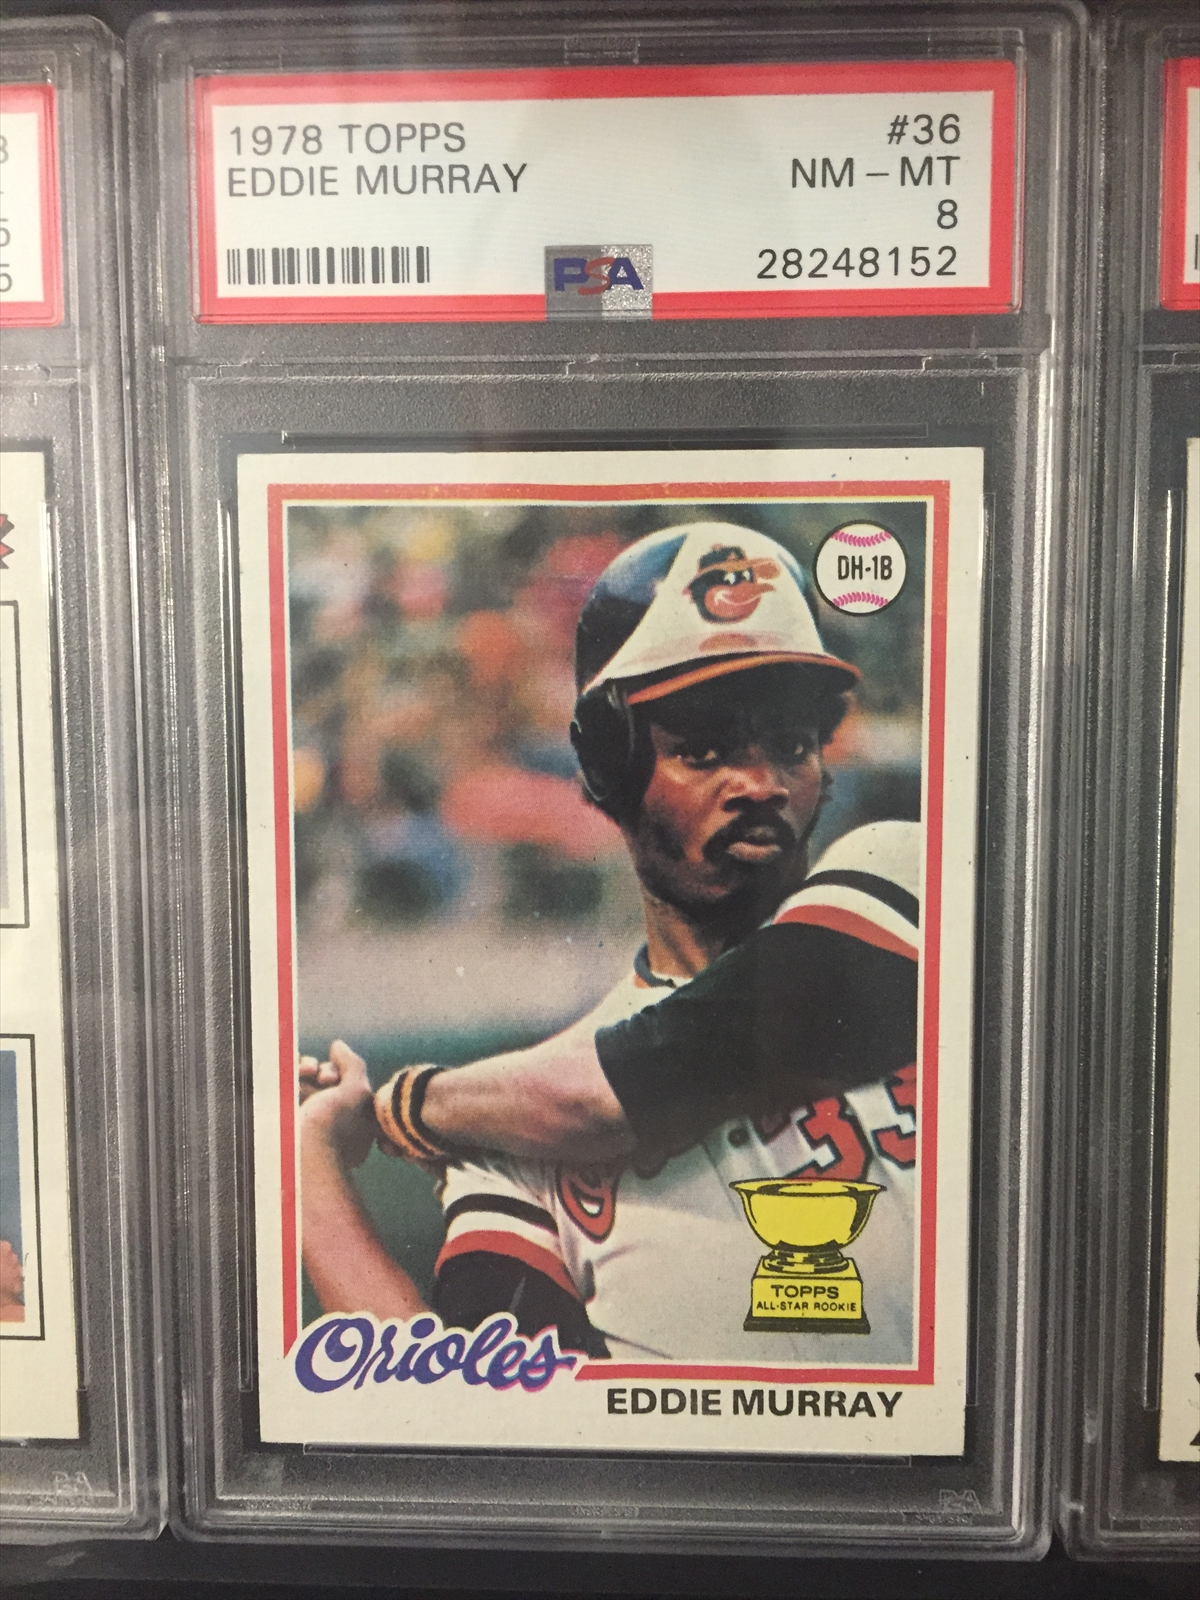 1978 TOPPS #36
EDDIE MURRAY NM-MT
8
PSA 28248152
DH-1B
33
TOPPS
ALL-STAR ROOKIE
Orioles
EDDIE MURRAY